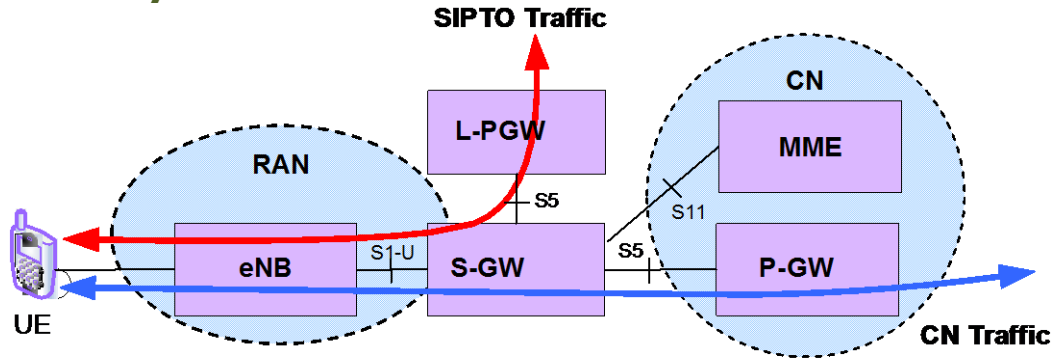 SIPTO Traffic
CN
L-PGW
MME
RAN
S5
S11
S1-U
S5
eNB
S-GW
P-GW
UE
CN Traffic